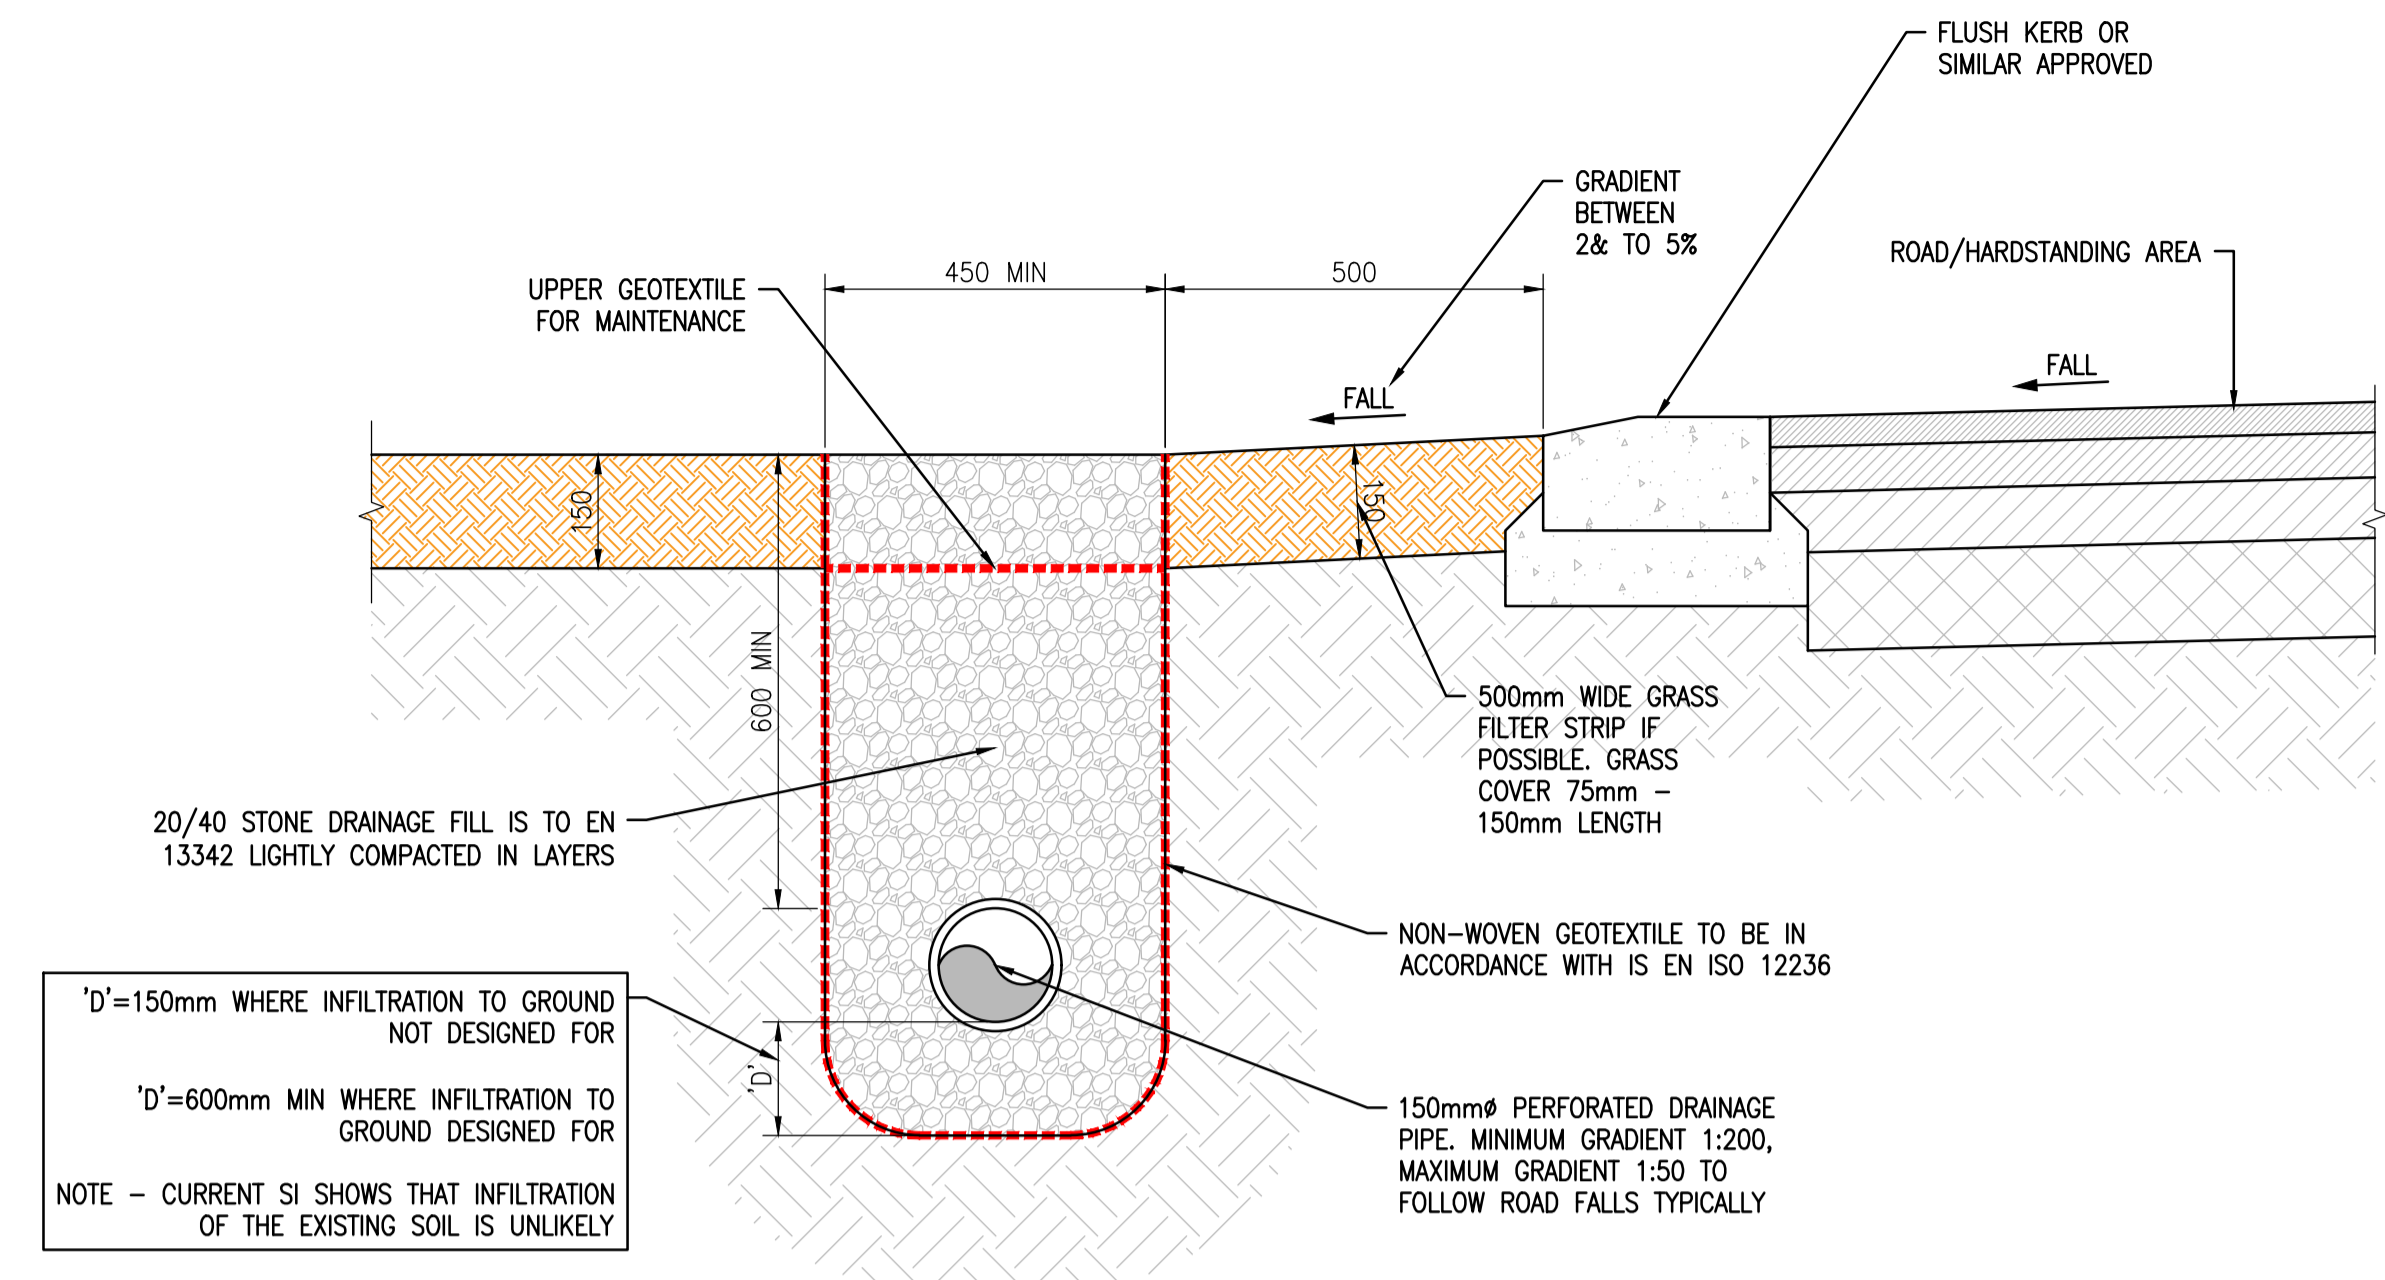 FLUSH KERB OR
SIMILAR APPROVED
GRADIENT
BETWEEN
2& TO 5%
ROAD/HARDSTANDING AREA
450 MIN
500
UPPER GEOTEXTILE
FOR MAINTENANCE
FALL
FALL
150
150
600 MIN
500mm WIDE GRASS
FILTER STRIP IF
POSSIBLE. GRASS
COVER 75mm –
150mm LENGTH
20/40 STONE DRAINAGE FILL IS TO EN
13342 LIGHTLY COMPACTED IN LAYERS
NON–WOVEN GEOTEXTILE TO BE IN
ACCORDANCE WITH IS EN ISO 12236
'D'=150mm WHERE INFILTRATION TO GROUND
NOT DESIGNED FOR
'D'=600mm MIN WHERE INFILTRATION TO
GROUND DESIGNED FOR
NOTE – CURRENT SI SHOWS THAT INFILTRATION
OF THE EXISTING SOIL IS UNLIKELY
'D'
150mmø PERFORATED DRAINAGE
PIPE. MINIMUM GRADIENT 1:200,
MAXIMUM GRADIENT 1:50 TO
FOLLOW ROAD FALLS TYPICALLY